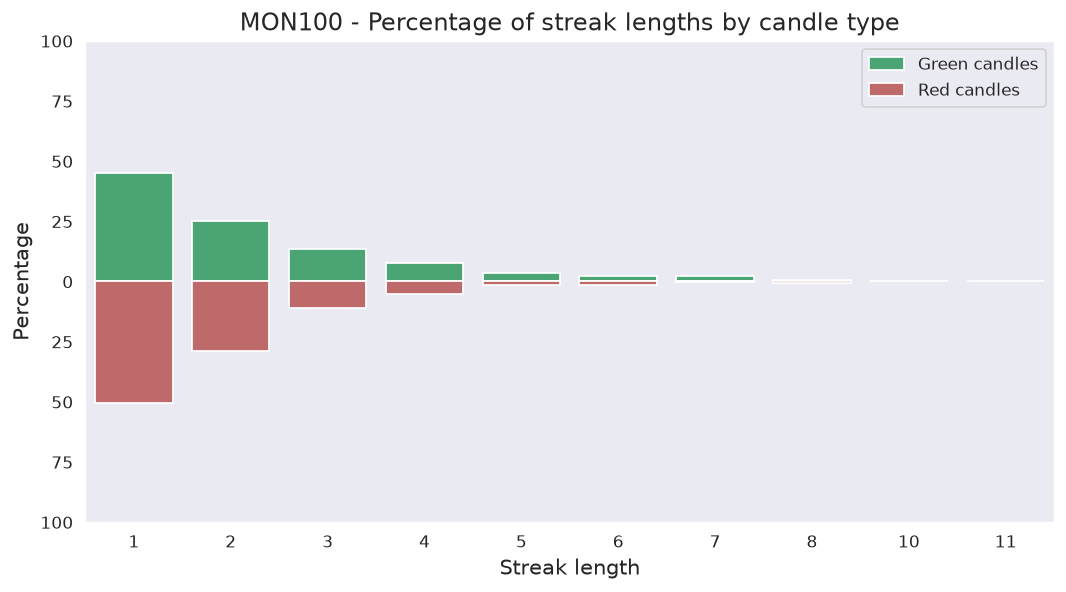 MON100 - Percentage of streak lengths by candle type
Green candles
Red candles
Percentage
100
75
50
25
0
25
50
75
100
1 2 3 4 5 6 7 8 10 11
Streak length